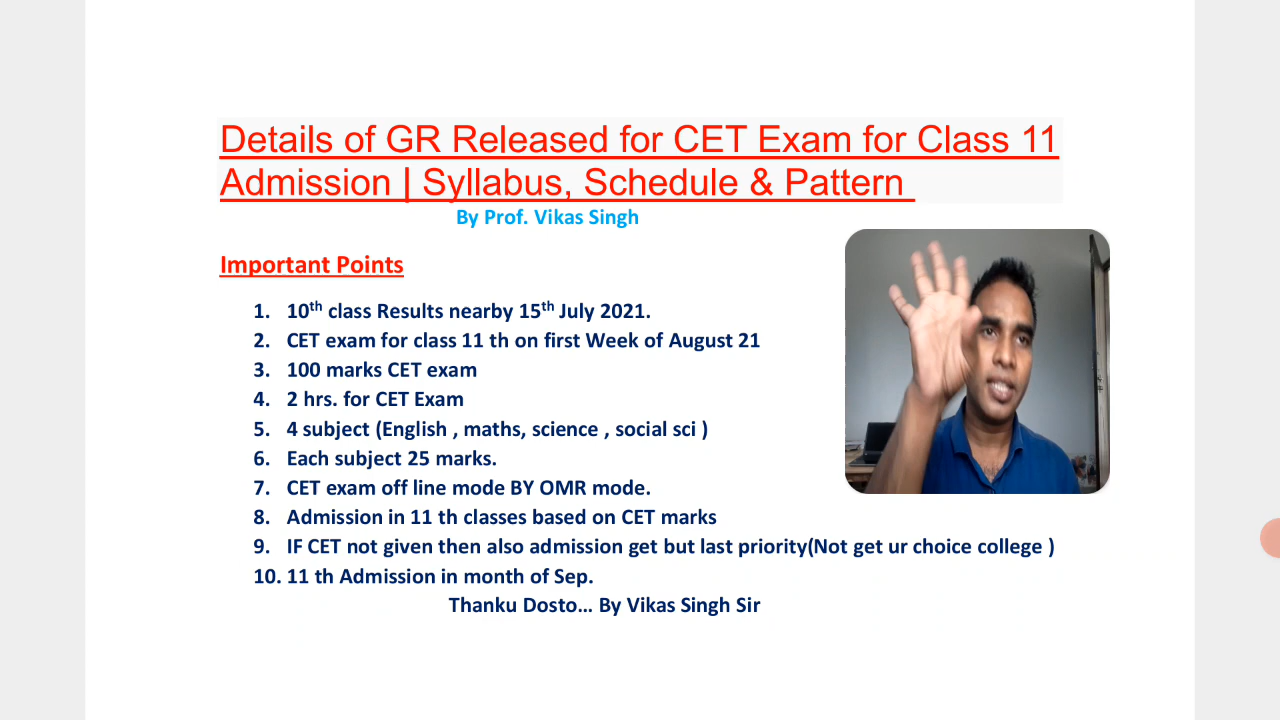 Details of GR Released for CET Exam for Class 11
Admission | Syllabus, Schedule & Pattern
By Prof. Vikas Singh
Important Points
1. 10th class Results nearby 15th July 2021.
2. CET exam for class 11 th on first Week of August 21
3. 100 marks CET exam
4. 2 hrs. for CET Exam
5. 4 subject (English , maths, science , social sci )
6. Each subject 25 marks.
7. CET exam off line mode BY OMR mode.
8. Admission in 11 th classes based on CET marks
9. IF CET not given then also admission get but last priority(Not get ur choice college )
10. 11 th Admission in month of Sep.
Thanku Dosto... By Vikas Singh Sir